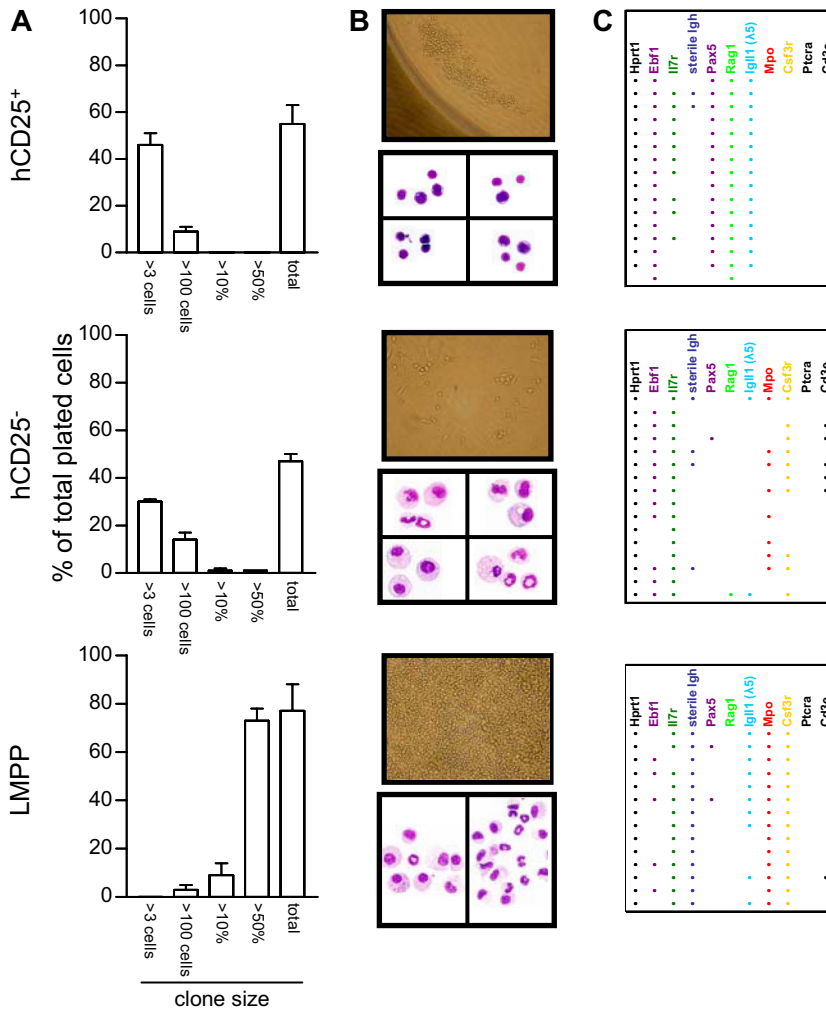 A
B
C
hCD25+
100
80
60
40
20
0
>3 cells
>100 cells
>10%
>50%
total
Hprt1
Ebf1
Il7r
sterile Igh
Pax5
Rag1
Igll1 (λ5)
Mpo
Csf3r
Ptcra
Cd3e
% of total plated cells
hCD25-
100
80
60
40
20
0
>3 cells
>100 cells
>10%
>50%
total
Hprt1
Ebf1
Il7r
sterile Igh
Pax5
Rag1
Igll1 (λ5)
Mpo
Csf3r
Ptcra
Cd3e
LMPP
100
80
60
40
20
0
>3 cells
>100 cells
>10%
>50%
total
clone size
Hprt1
Ebf1
Il7r
sterile Igh
Pax5
Rag1
Igll1 (λ5)
Mpo
Csf3r
Ptcra
Cd3e